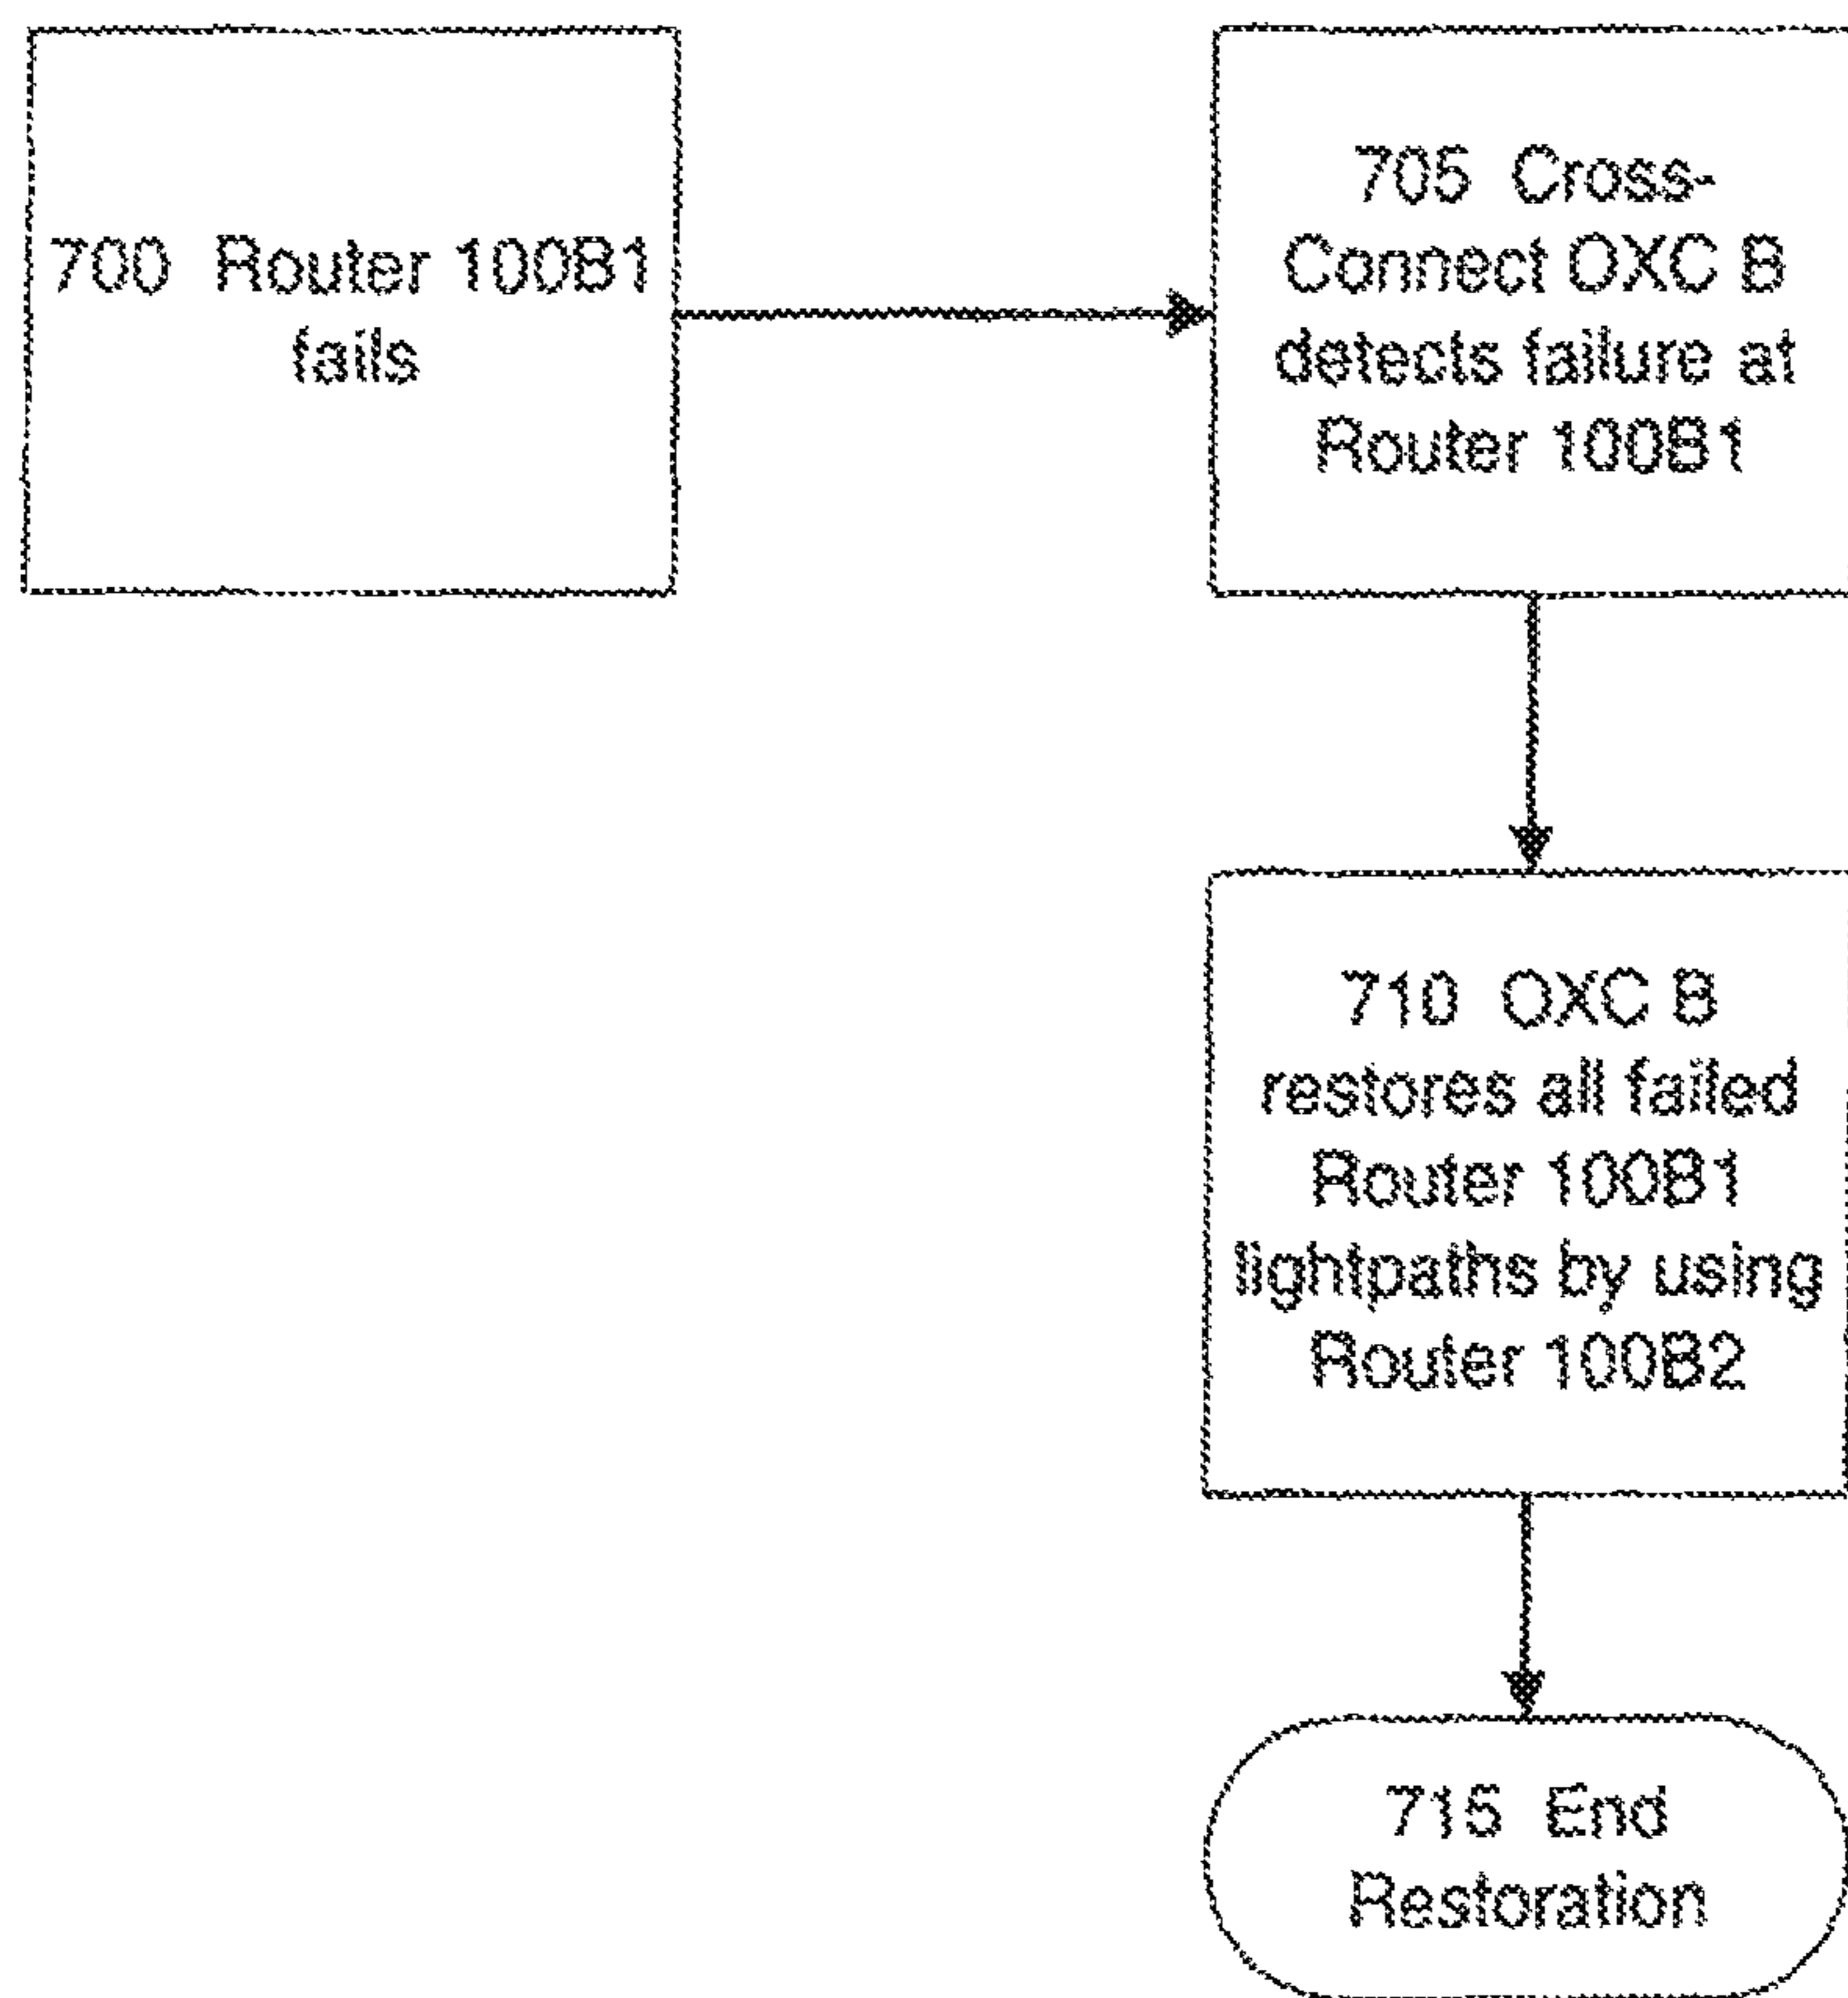 700 Router 100B1
fails
705 Cross-
Connect OXC B
detects failure at
Router 100B1
710 OXC B
restores all failed
Router 100B1
lightpaths by using
Router 100B2
715 End
Restoration